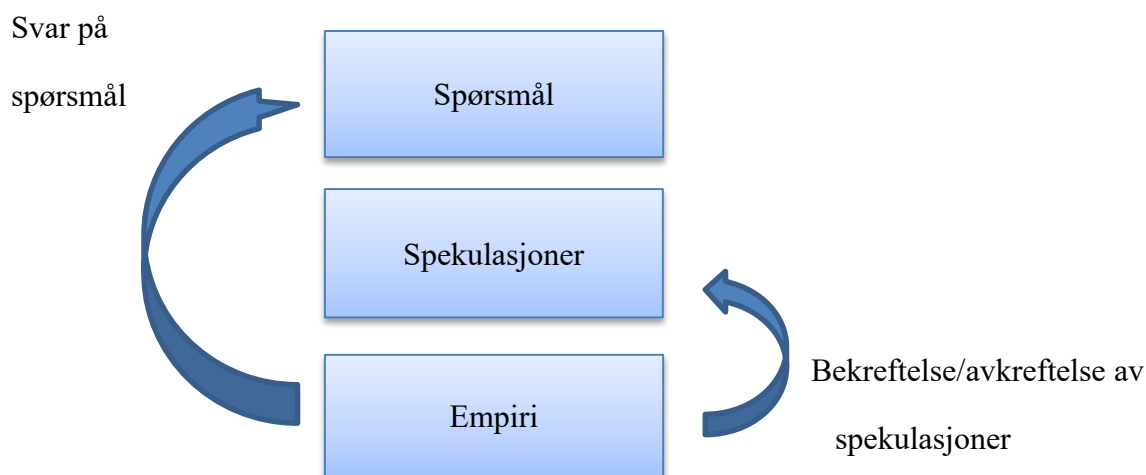 Svar på
spørsmål
Spørsmål
Spekulasjoner
Empiri
Bekreftelse/avkreftelse av
spekulasjoner